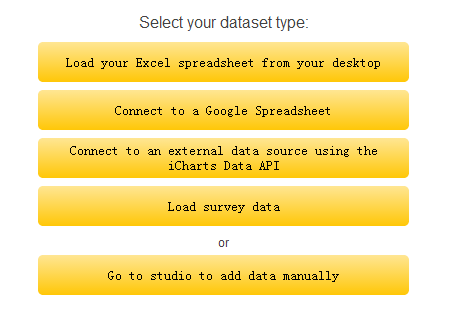 Select your dataset type:
Load your Excel spreadsheet from your desktop
Connect to a Google Spreadsheet
Connect to an external data source using the
iCharts Data API
Load survey data
or
Go to studio to add data manually